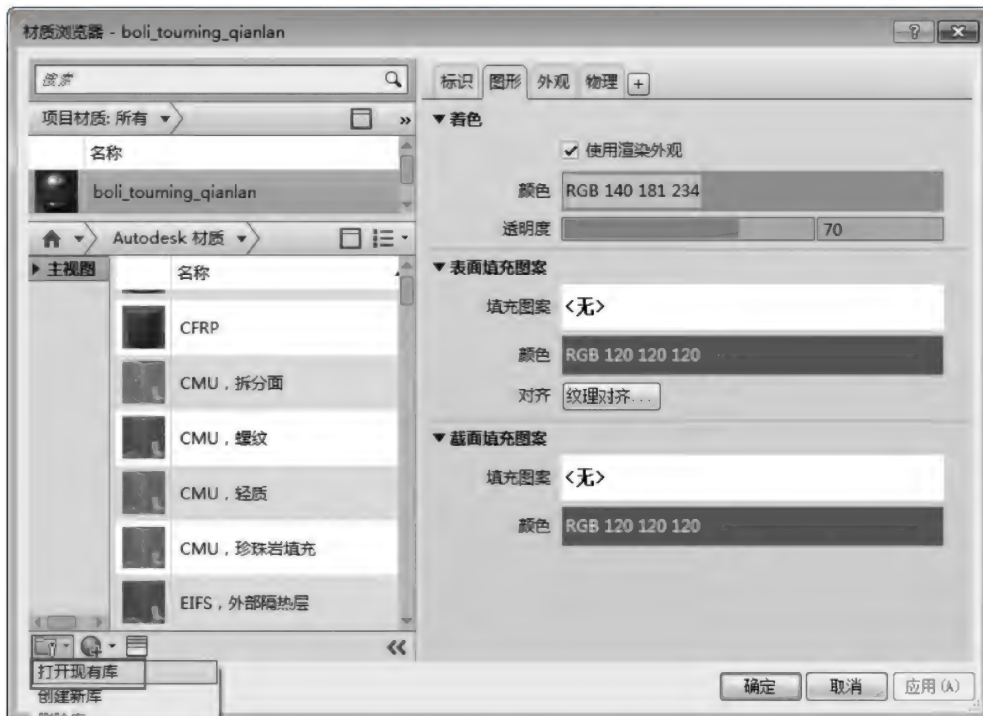 材质浏览器 - boli_touming_qianlan
搜索
项目材质: 所有
名称
boli_touming_qianlan
Autodesk 材质
主视图
名称
CFRP
CMU，拆分面
CMU，螺纹
CMU，轻质
CMU，珍珠岩填充
EIFS，外部隔热层
打开现有库
创建新库
删除库
标识 图形 外观 物理 +
着色
使用渲染外观
颜色 RGB 140 181 234
透明度 70
表面填充图案
填充图案 <无>
颜色 RGB 120 120 120
对齐 纹理对齐...
截面填充图案
填充图案 <无>
颜色 RGB 120 120 120
确定 取消 应用 (A)